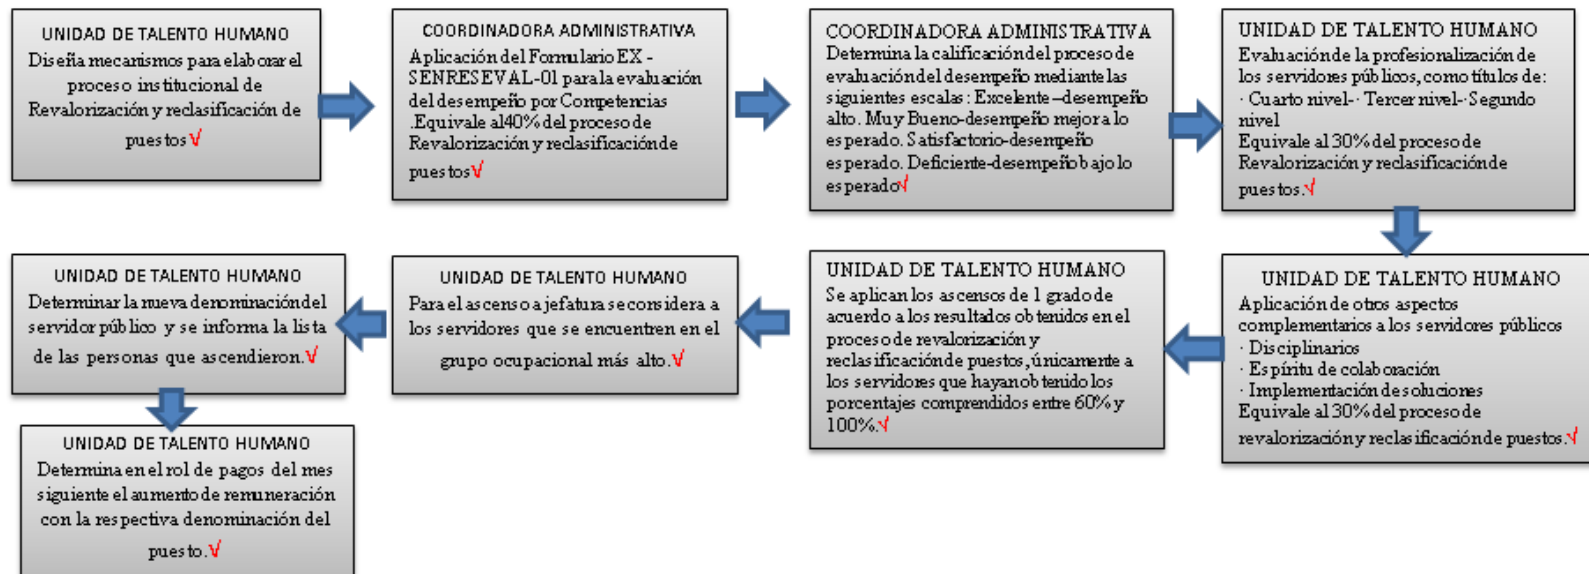 UNIDAD DE TALENTO HUMANO
Diseña mecanismos para elaborar el
proceso institucional de
Revalorización y reclasificación de
puestos √
COORDINADORA ADMINISTRATIVA
Aplicación del Formulario EX -
SENRESEVAL-01 para la evaluación
del desempeño por Competencias
.Equivale al 40% del proceso de
Revalorización y reclasificación de
puestos √
COORDINADORA ADMINISTRATIVA
Determina la calificación del proceso de
evaluación del desempeño mediante las
siguientes escalas: Excelente –desempeño
alto. Muy Bueno-desempeño mejor a lo
esperado. Satisfactorio-desempeño
esperado. Deficiente-desempeño bajo lo
esperado √
UNIDAD DE TALENTO HUMANO
Evaluación de la profesionalización de
los servidores públicos, como títulos de:
· Cuarto nivel-· Tercer nivel-· Segundo
nivel
Equivale al 30% del proceso de
Revalorización y reclasificación de
puestos. √
UNIDAD DE TALENTO HUMANO
Aplicación de otros aspectos
complementarios a los servidores públicos
· Disciplinarios
· Espíritu de colaboración
· Implementación de soluciones
Equivale al 30% del proceso de
revalorización y reclasificación de puestos. √
UNIDAD DE TALENTO HUMANO
Se aplican los ascensos de 1 grado de
acuerdo a los resultados obtenidos en el
proceso de revalorización y
reclasificación de puestos, únicamente a
los servidores que hayan obtenido los
porcentajes comprendidos entre 60% y
100%. √
UNIDAD DE TALENTO HUMANO
Para el ascenso a jefatura se considera a
los servidores que se encuentren en el
grupo ocupacional más alto. √
UNIDAD DE TALENTO HUMANO
Determinar la nueva denominación del
servidor público y se informa la lista
de las personas que ascendieron. √
UNIDAD DE TALENTO HUMANO
Determina en el rol de pagos del mes
siguiente el aumento de remuneración
con la respectiva denominación del
puesto. √